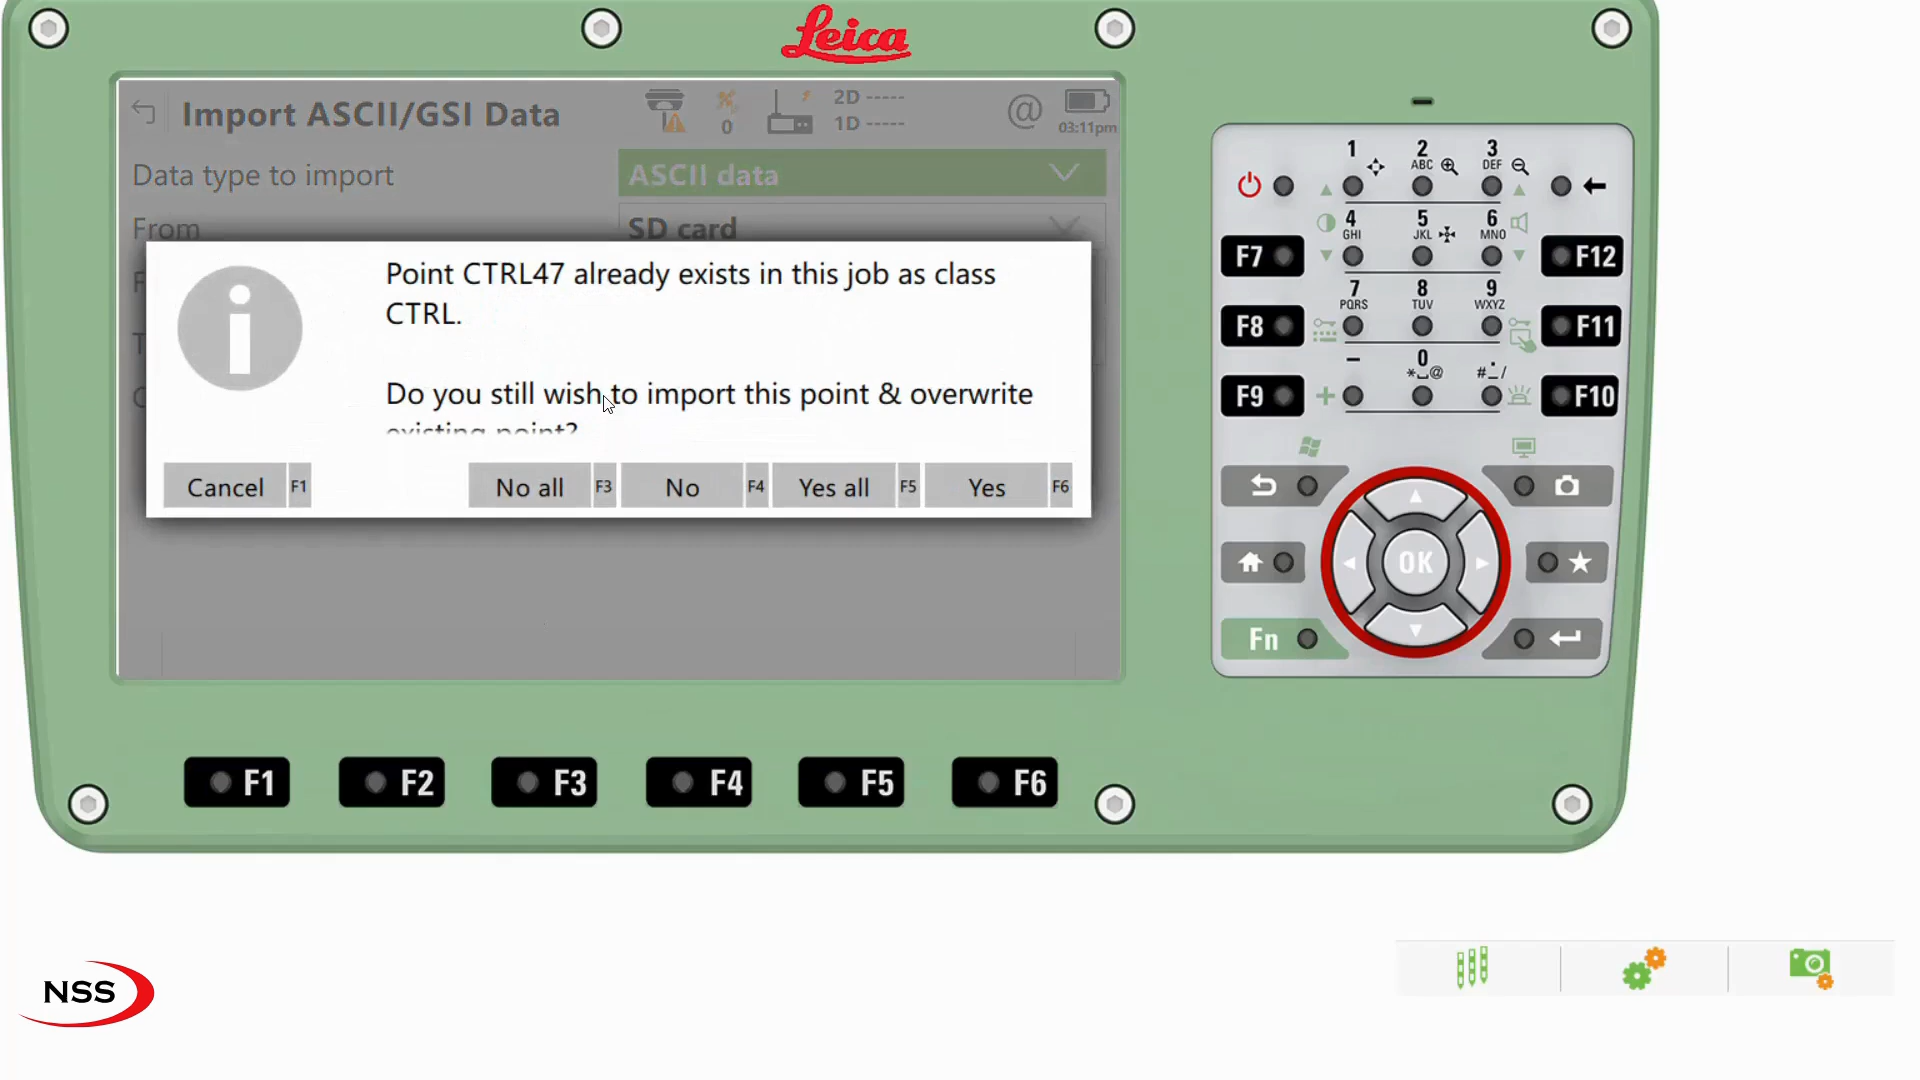 Leica
Import ASCII/GSI Data
0
2D -----
1D -----
@
03:11pm
Data type to import
ASCII data
From
SD card
Point CTRL47 already exists in this job as class
CTRL.
Do you still wish to import this point & overwrite
existing point?
Cancel F1
No all F3
No F4
Yes all F5
Yes F6
1
2 ABC
3 DEF
4 GHI
5 JKL
6 MNO
7 PQRS
8 TUV
9 WXYZ
0
*⎵@
#⎵./
F7
F12
F8
F11
F9
F10
OK
Fn
F1
F2
F3
F4
F5
F6
NSS